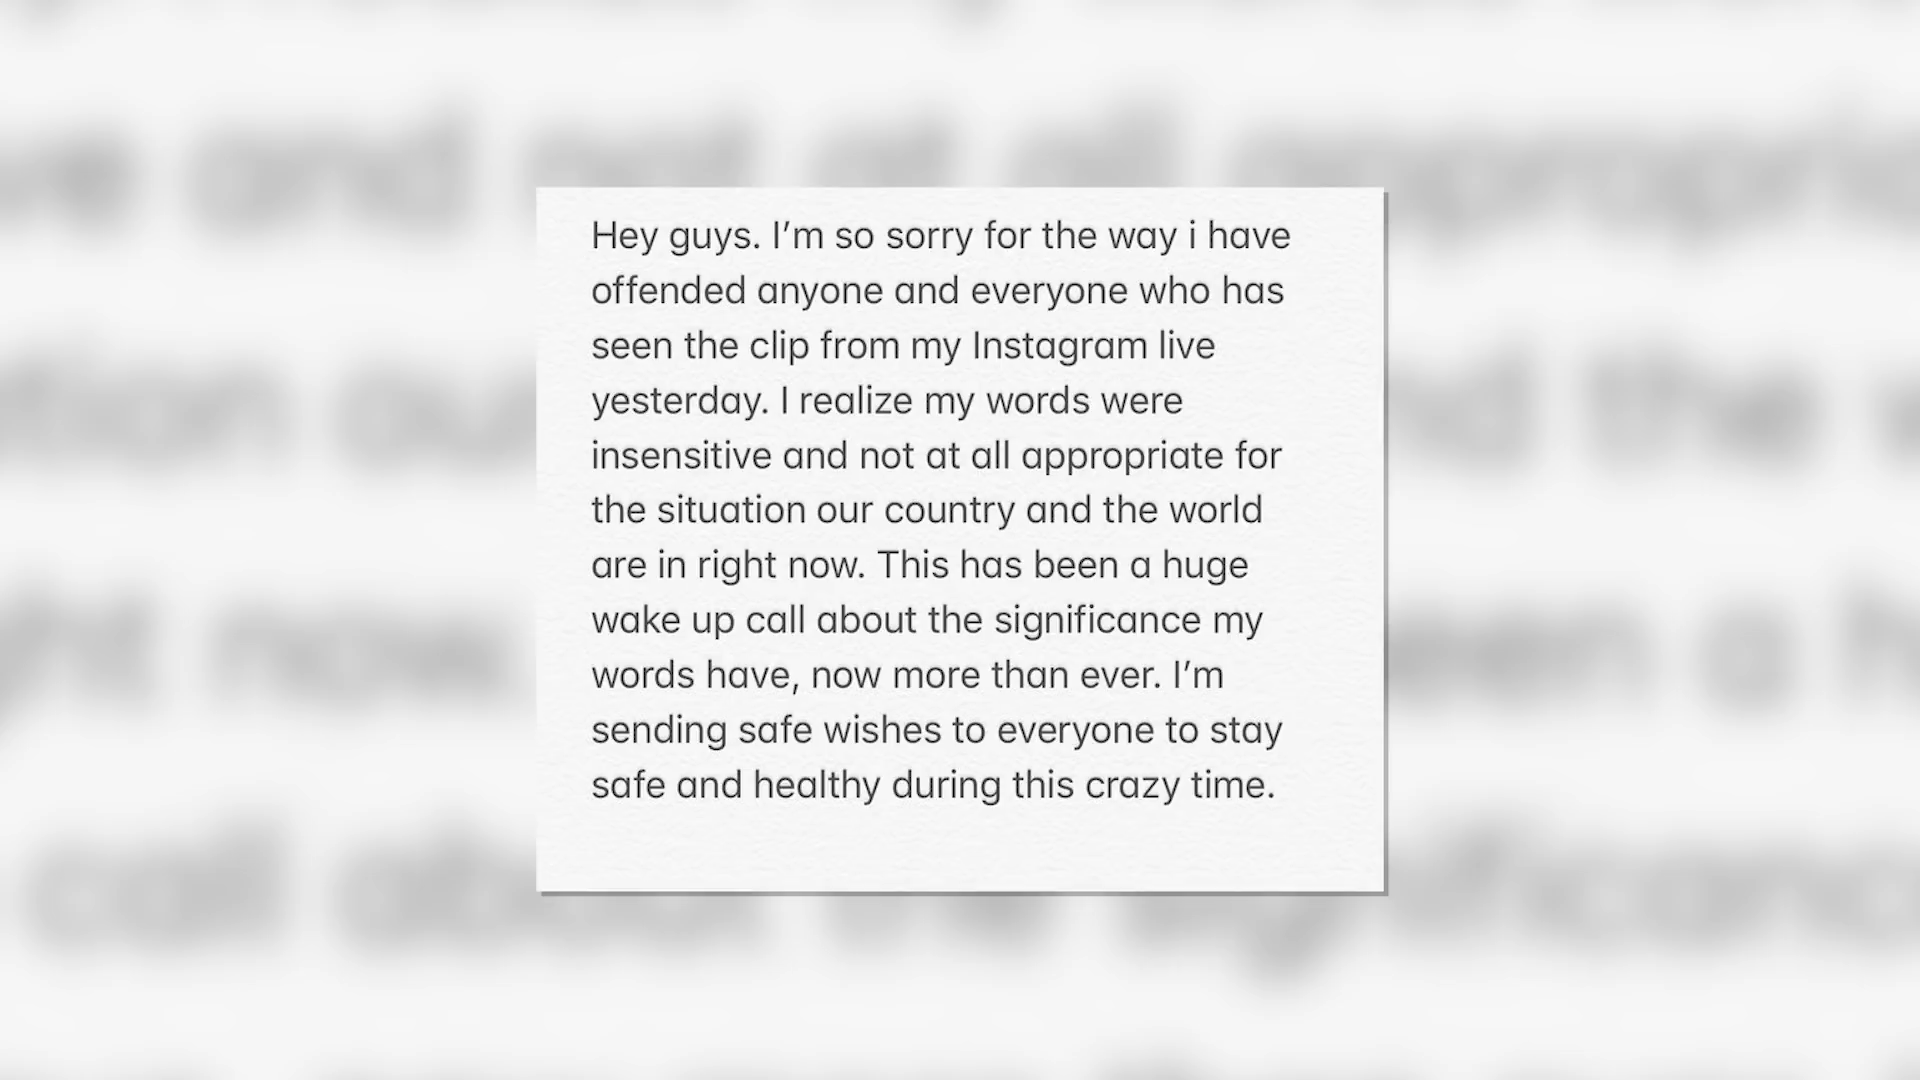 Hey guys. I’m so sorry for the way i have
offended anyone and everyone who has
seen the clip from my Instagram live
yesterday. I realize my words were
insensitive and not at all appropriate for
the situation our country and the world
are in right now. This has been a huge
wake up call about the significance my
words have, now more than ever. I’m
sending safe wishes to everyone to stay
safe and healthy during this crazy time.